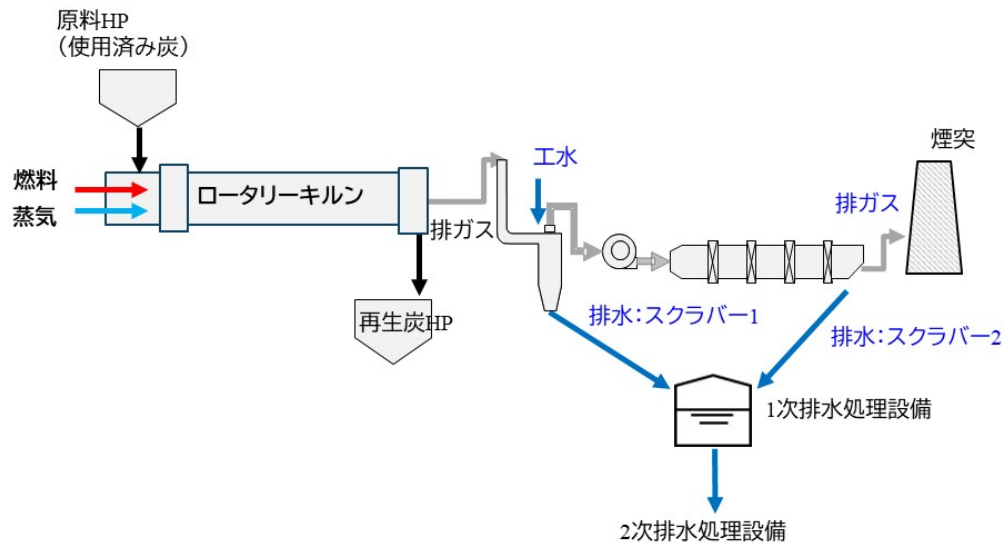 原料HP
（使用済み炭）
燃料
蒸気
ロータリーキルン
排ガス
再生炭HP
工水
排ガス
煙突
排水：スクラバー1
排水：スクラバー2
1次排水処理設備
2次排水処理設備